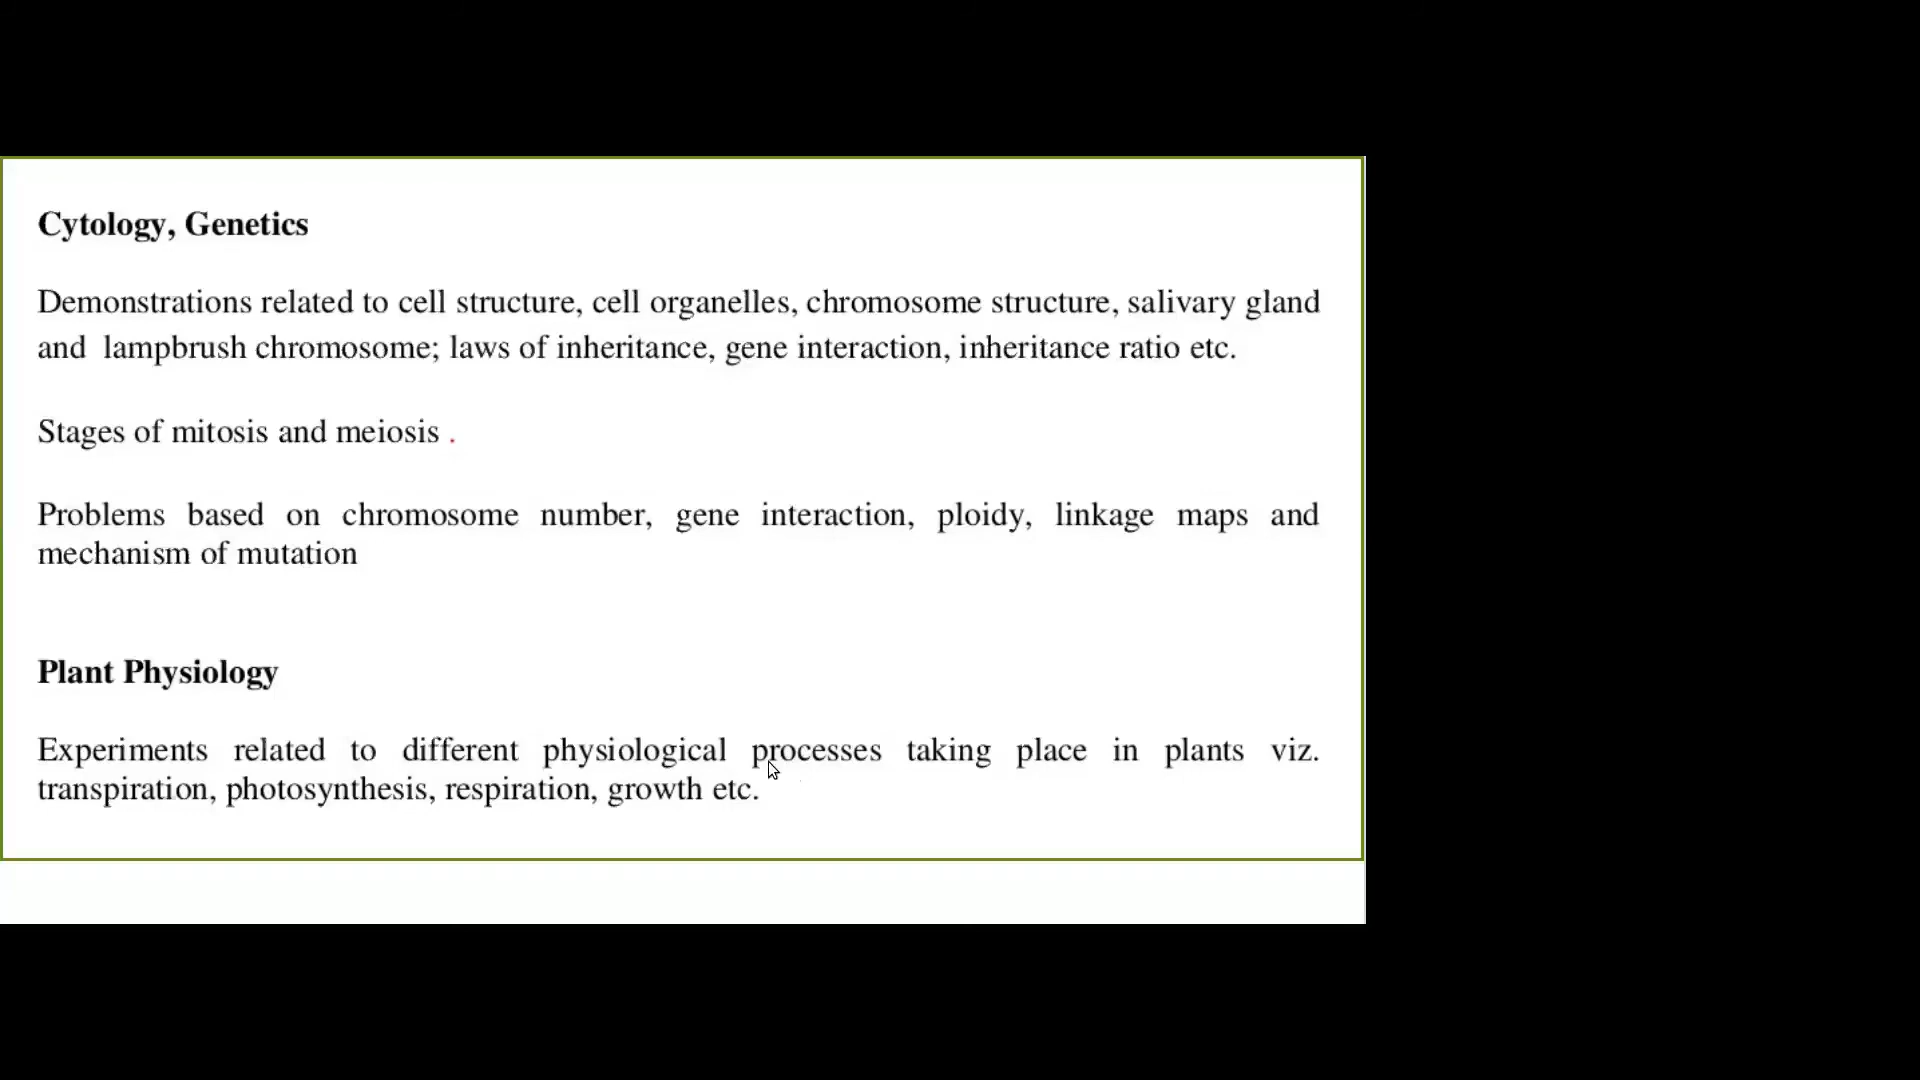 Cytology, Genetics
Demonstrations related to cell structure, cell organelles, chromosome structure, salivary gland
and lampbrush chromosome; laws of inheritance, gene interaction, inheritance ratio etc.
Stages of mitosis and meiosis .
Problems based on chromosome number, gene interaction, ploidy, linkage maps and
mechanism of mutation
Plant Physiology
Experiments related to different physiological processes taking place in plants viz.
transpiration, photosynthesis, respiration, growth etc.